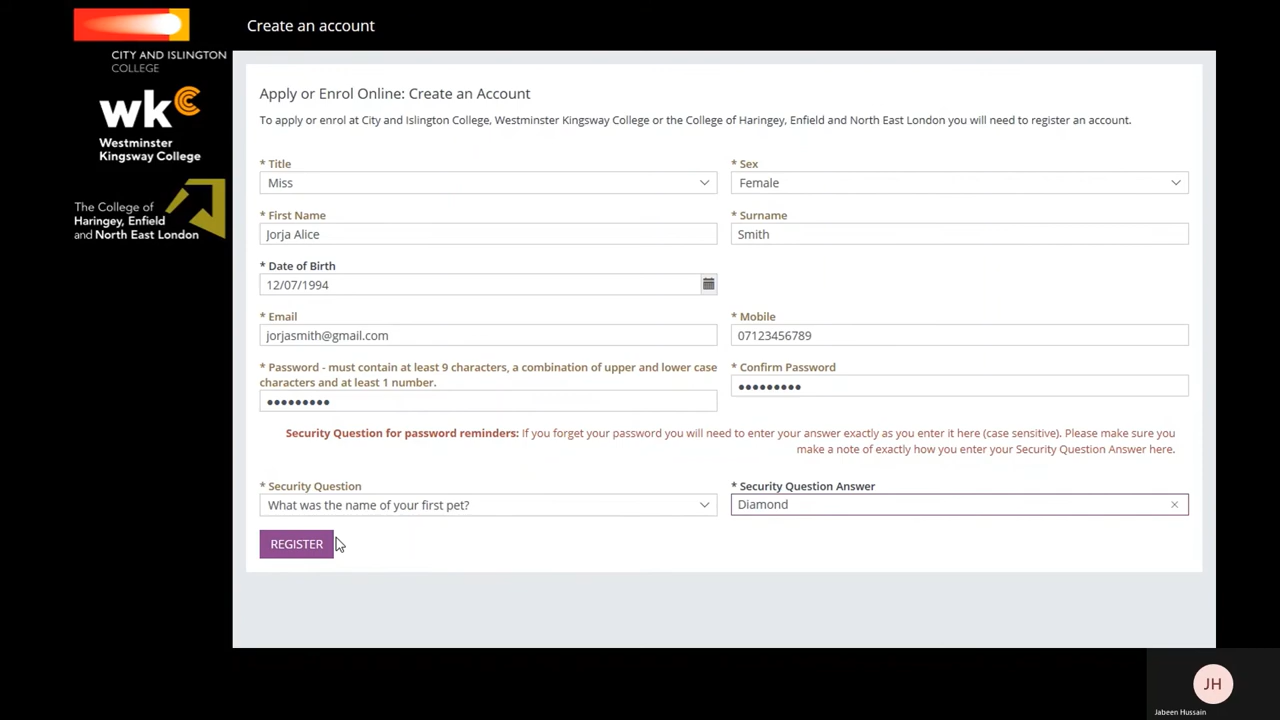 Create an account
CITY AND ISLINGTON
COLLEGE
wkc
Westminster
Kingsway College
The College of
Haringey, Enfield
and North East London
Apply or Enrol Online: Create an Account
To apply or enrol at City and Islington College, Westminster Kingsway College or the College of Haringey, Enfield and North East London you will need to register an account.
* Title
* Sex
Miss
Female
* First Name
* Surname
Jorja Alice
Smith
* Date of Birth
12/07/1994
* Email
* Mobile
jorjasmith@gmail.com
07123456789
* Password - must contain at least 9 characters, a combination of upper and lower case
characters and at least 1 number.
* Confirm Password
•••••••••
•••••••••
Security Question for password reminders: If you forget your password you will need to enter your answer exactly as you enter it here (case sensitive). Please make sure you
make a note of exactly how you enter your Security Question Answer here.
* Security Question
* Security Question Answer
What was the name of your first pet?
Diamond
REGISTER
JH
Jabeen Hussain